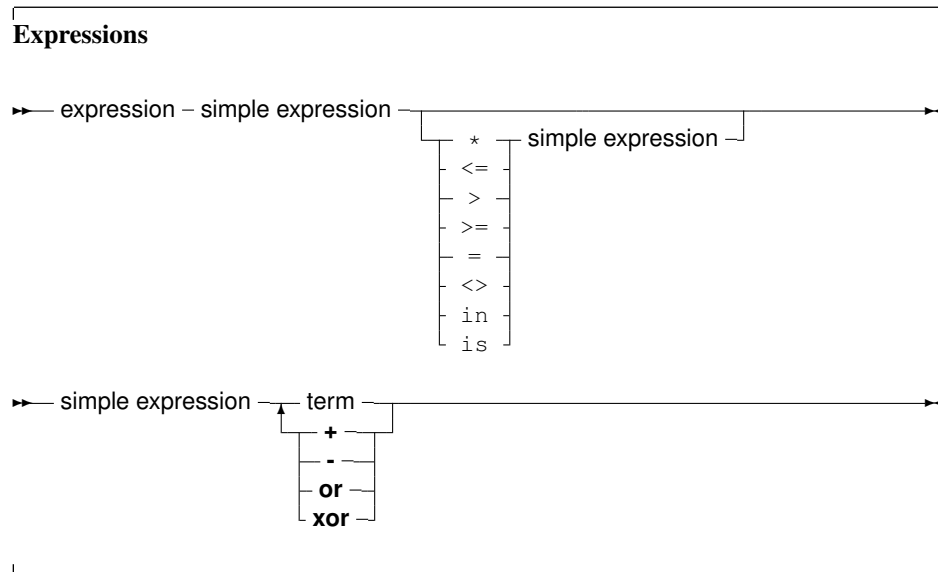 Expressions
expression simple expression
* simple expression
<=
>
>=
=
<>
in
is
simple expression term
+
-
or
xor